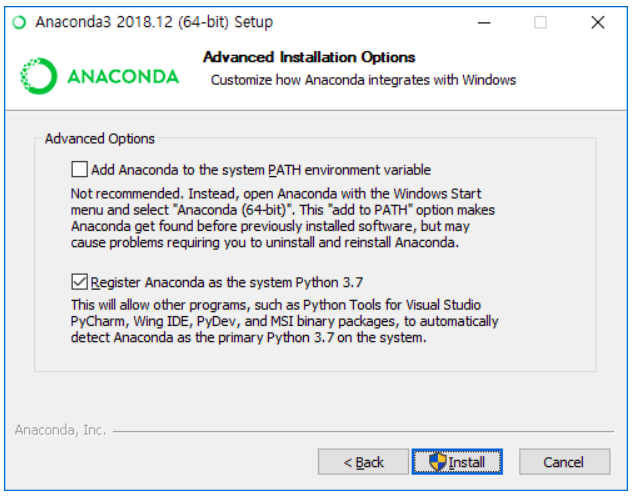 Anaconda3 2018.12 (64-bit) Setup
ANACONDA
Advanced Installation Options
Customize how Anaconda integrates with Windows
Advanced Options
Add Anaconda to the system PATH environment variable
Not recommended. Instead, open Anaconda with the Windows Start
menu and select "Anaconda (64-bit)". This "add to PATH" option makes
Anaconda get found before previously installed software, but may
cause problems requiring you to uninstall and reinstall Anaconda.
Register Anaconda as the system Python 3.7
This will allow other programs, such as Python Tools for Visual Studio
PyCharm, Wing IDE, PyDev, and MSI binary packages, to automatically
detect Anaconda as the primary Python 3.7 on the system.
Anaconda, Inc.
< Back
Install
Cancel